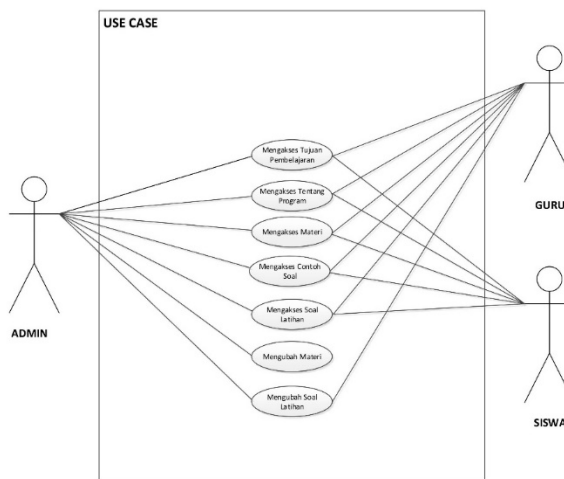 USE CASE
Mengakses Tujuan
Pembelajaran
Mengakses Tentang
Program
Mengakses Materi
Mengakses Contoh
Soal
Mengakses Soal
Latihan
Mengubah Materi
Mengubah Soal
Latihan
ADMIN
GURU
SISWA